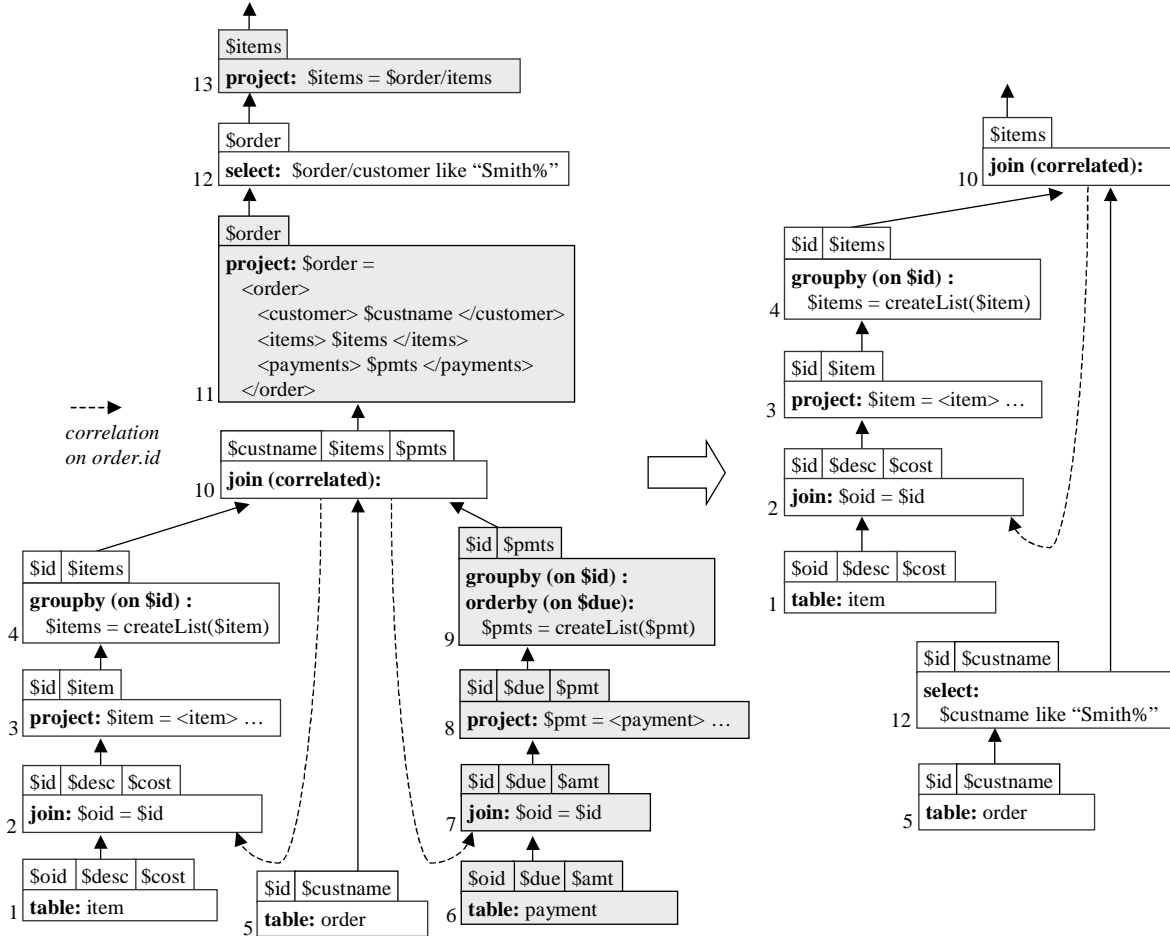 $items
13 project: $items = $order/items
$order
12 select: $order/customer like “Smith%”
$order
project: $order =
<order>
<customer> $custname </customer>
<items> $items </items>
<payments> $pmts </payments>
</order>
11
correlation
on order.id
$custname $items $pmts
10 join (correlated):
$id $items
groupby (on $id) :
$items = createList($item)
4
$id $item
3 project: $item = <item> …
$id $desc $cost
2 join: $oid = $id
$oid $desc $cost
1 table: item
$id $custname
5 table: order
$id $pmts
groupby (on $id) :
orderby (on $due):
$pmts = createList($pmt)
9
$id $due $pmt
8 project: $pmt = <payment> …
$id $due $amt
7 join: $oid = $id
$oid $due $amt
6 table: payment
$items
10 join (correlated):
$id $items
groupby (on $id) :
$items = createList($item)
4
$id $item
3 project: $item = <item> …
$id $desc $cost
2 join: $oid = $id
$oid $desc $cost
1 table: item
$id $custname
select:
12 $custname like “Smith%”
$id $custname
5 table: order